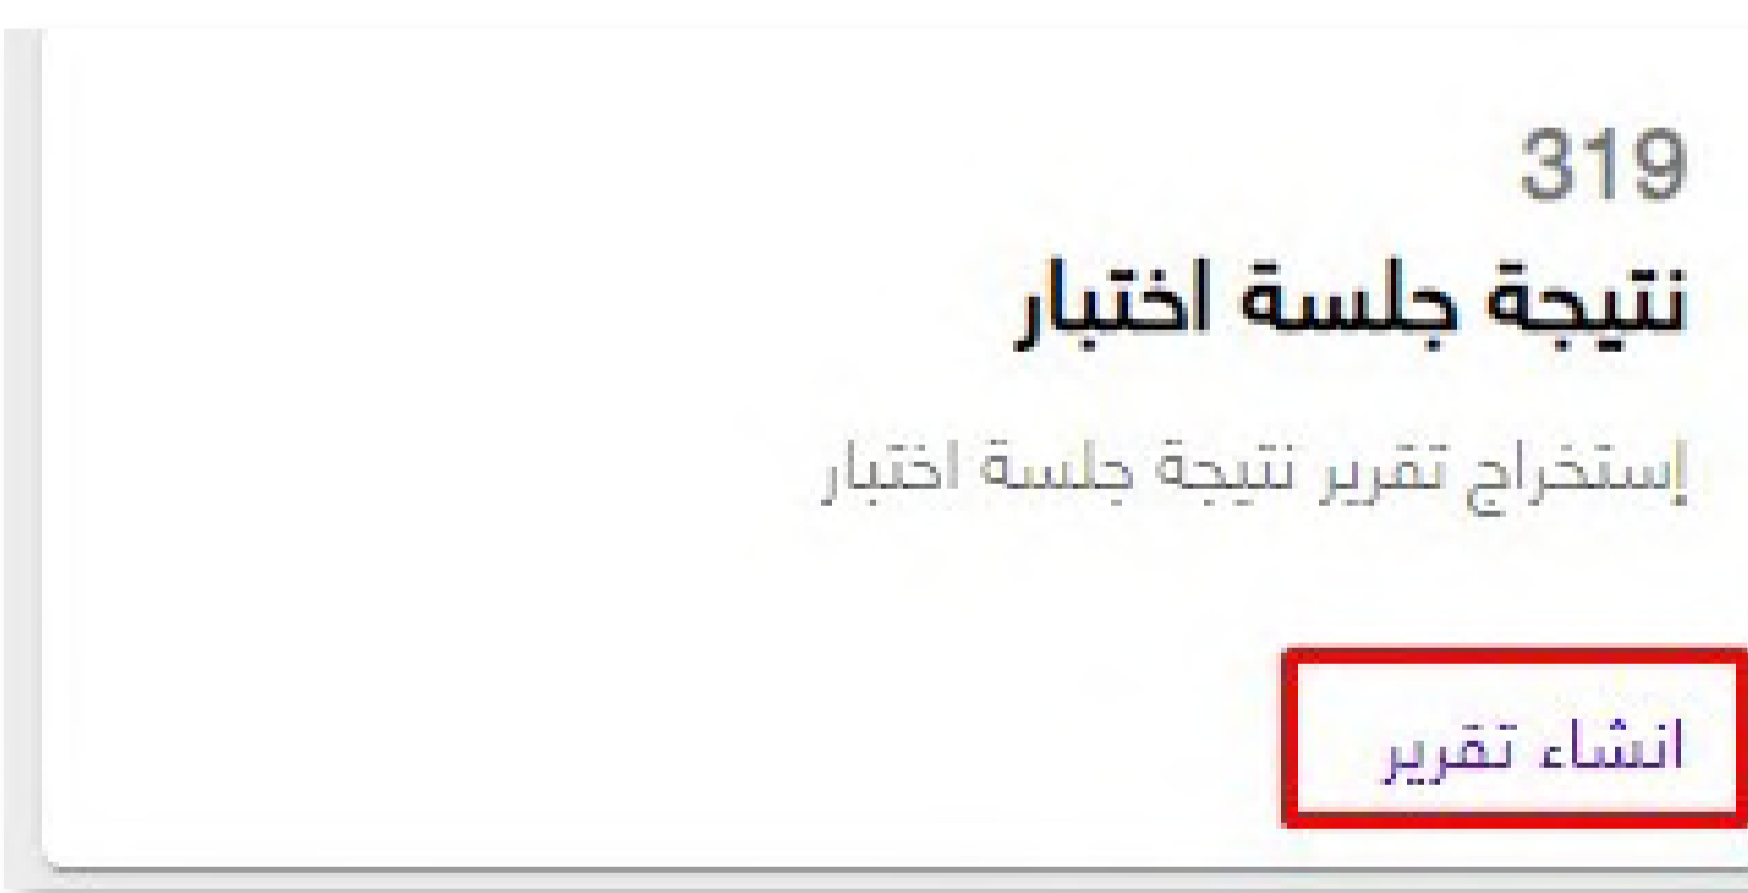 319
نتيجة جلسة اختبار
إستخراج تقرير نتيجة جلسة اختبار
انشاء تقرير